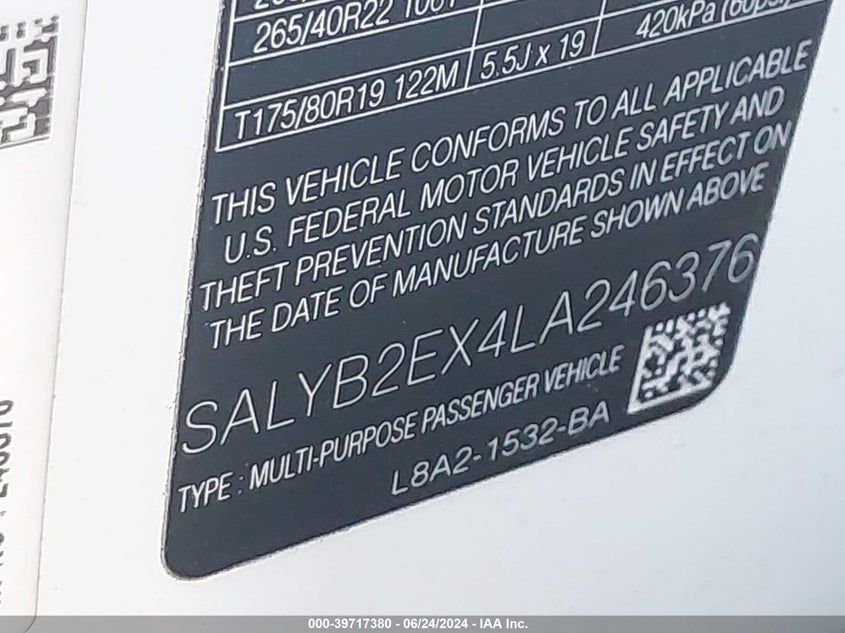 265/40R22 106Y
T175/80R19 122M 5.5J x 19 420kPa (60psi)
THIS VEHICLE CONFORMS TO ALL APPLICABLE
U.S. FEDERAL MOTOR VEHICLE SAFETY AND
THEFT PREVENTION STANDARDS IN EFFECT ON
THE DATE OF MANUFACTURE SHOWN ABOVE
SALYB2EX4LA246376
TYPE : MULTI-PURPOSE PASSENGER VEHICLE
L8A2-1532-BA
000-39717380 - 06/24/2024 - IAA Inc.